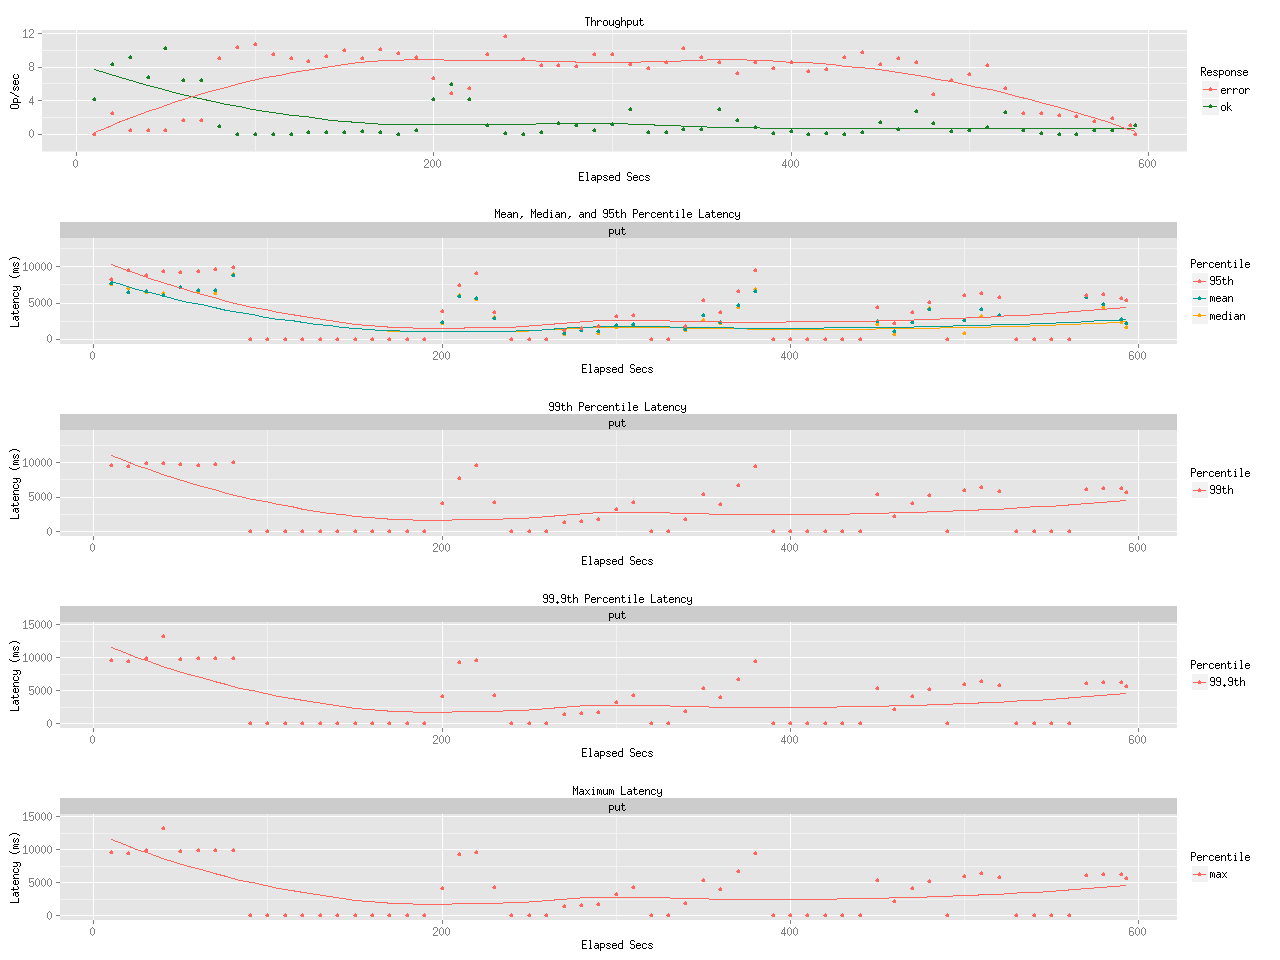 Throughput
12
8
4
0
Op/sec
0 200 400 600
Elapsed Secs
Response
error
ok
Mean, Median, and 95th Percentile Latency
put
10000
5000
0
Latency (ms)
0 200 400 600
Elapsed Secs
Percentile
95th
mean
median
99th Percentile Latency
put
10000
5000
0
Latency (ms)
0 200 400 600
Elapsed Secs
Percentile
99th
99.9th Percentile Latency
put
15000
10000
5000
0
Latency (ms)
0 200 400 600
Elapsed Secs
Percentile
99.9th
Maximum Latency
put
15000
10000
5000
0
Latency (ms)
0 200 400 600
Elapsed Secs
Percentile
max